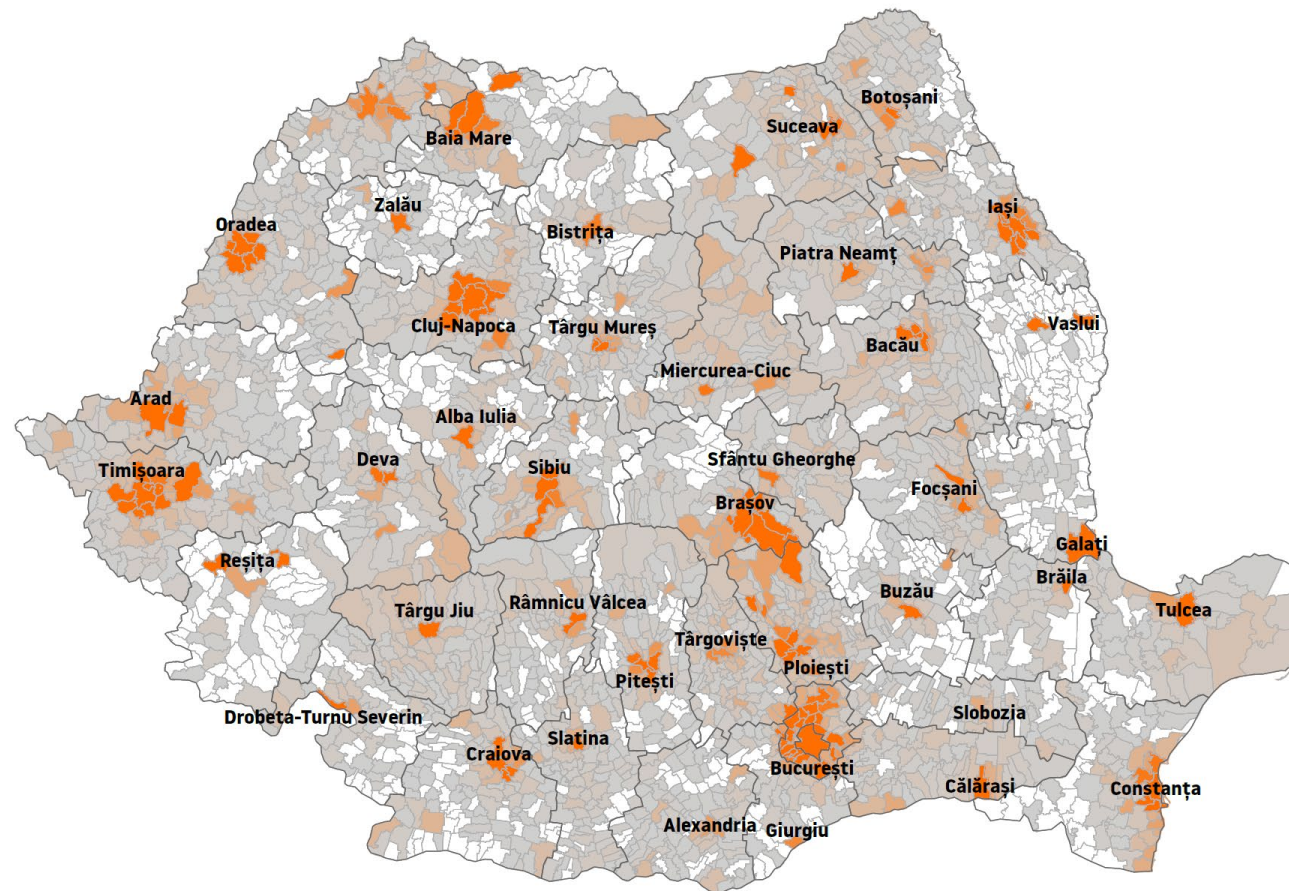 Botoșani
Suceava
Baia Mare
Zalău
Iași
Oradea
Bistrița
Piatra Neamț
Cluj-Napoca
Târgu Mureș
Vaslui
Bacău
Miercurea-Ciuc
Arad
Alba Iulia
Deva
Sfântu Gheorghe
Timișoara
Sibiu
Focșani
Brașov
Galați
Reșița
Brăila
Buzău
Râmnicu Vâlcea
Târgu Jiu
Tulcea
Târgoviște
Ploiești
Pitești
Slobozia
Drobeta-Turnu Severin
Slatina
Craiova
București
Călărași
Constanța
Alexandria
Giurgiu